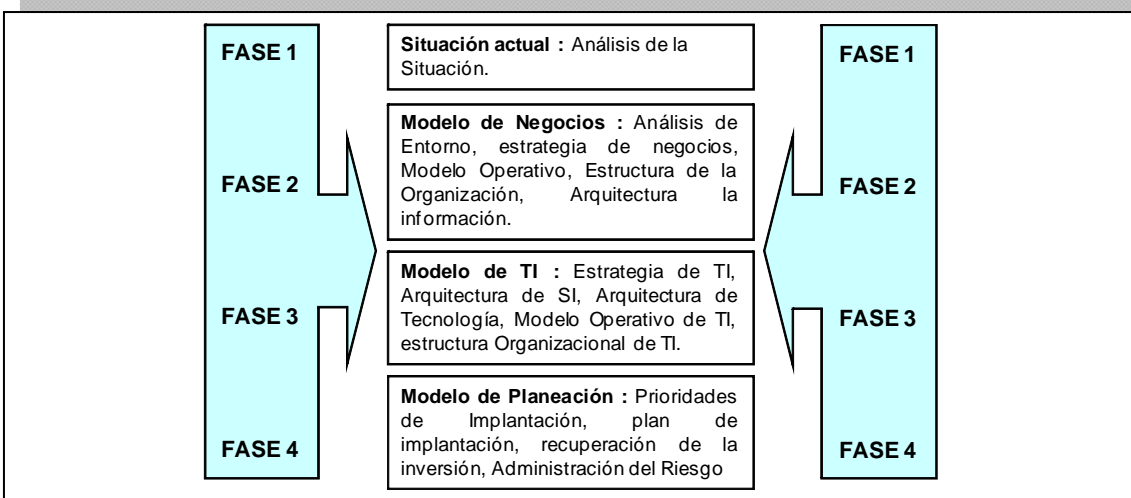 FASE 1
FASE 2
FASE 3
FASE 4
Situación actual : Análisis de la
Situación.
Modelo de Negocios : Análisis de
Entorno, estrategia de negocios,
Modelo Operativo, Estructura de la
Organización, Arquitectura la
información.
Modelo de TI : Estrategia de TI,
Arquitectura de SI, Arquitectura de
Tecnología, Modelo Operativo de TI,
estructura Organizacional de TI.
Modelo de Planeación : Prioridades
de Implantación, plan de
implantación, recuperación de la
inversión, Administración del Riesgo
FASE 1
FASE 2
FASE 3
FASE 4